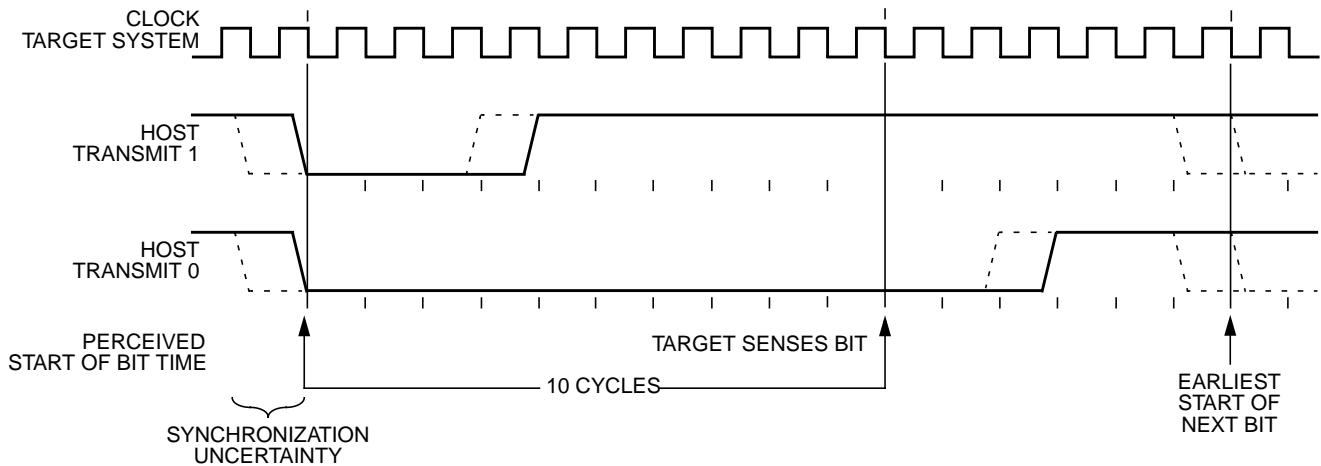 CLOCK
TARGET SYSTEM
HOST
TRANSMIT 1
HOST
TRANSMIT 0
PERCEIVED
START OF BIT TIME
TARGET SENSES BIT
10 CYCLES
EARLIEST
START OF
NEXT BIT
SYNCHRONIZATION
UNCERTAINTY